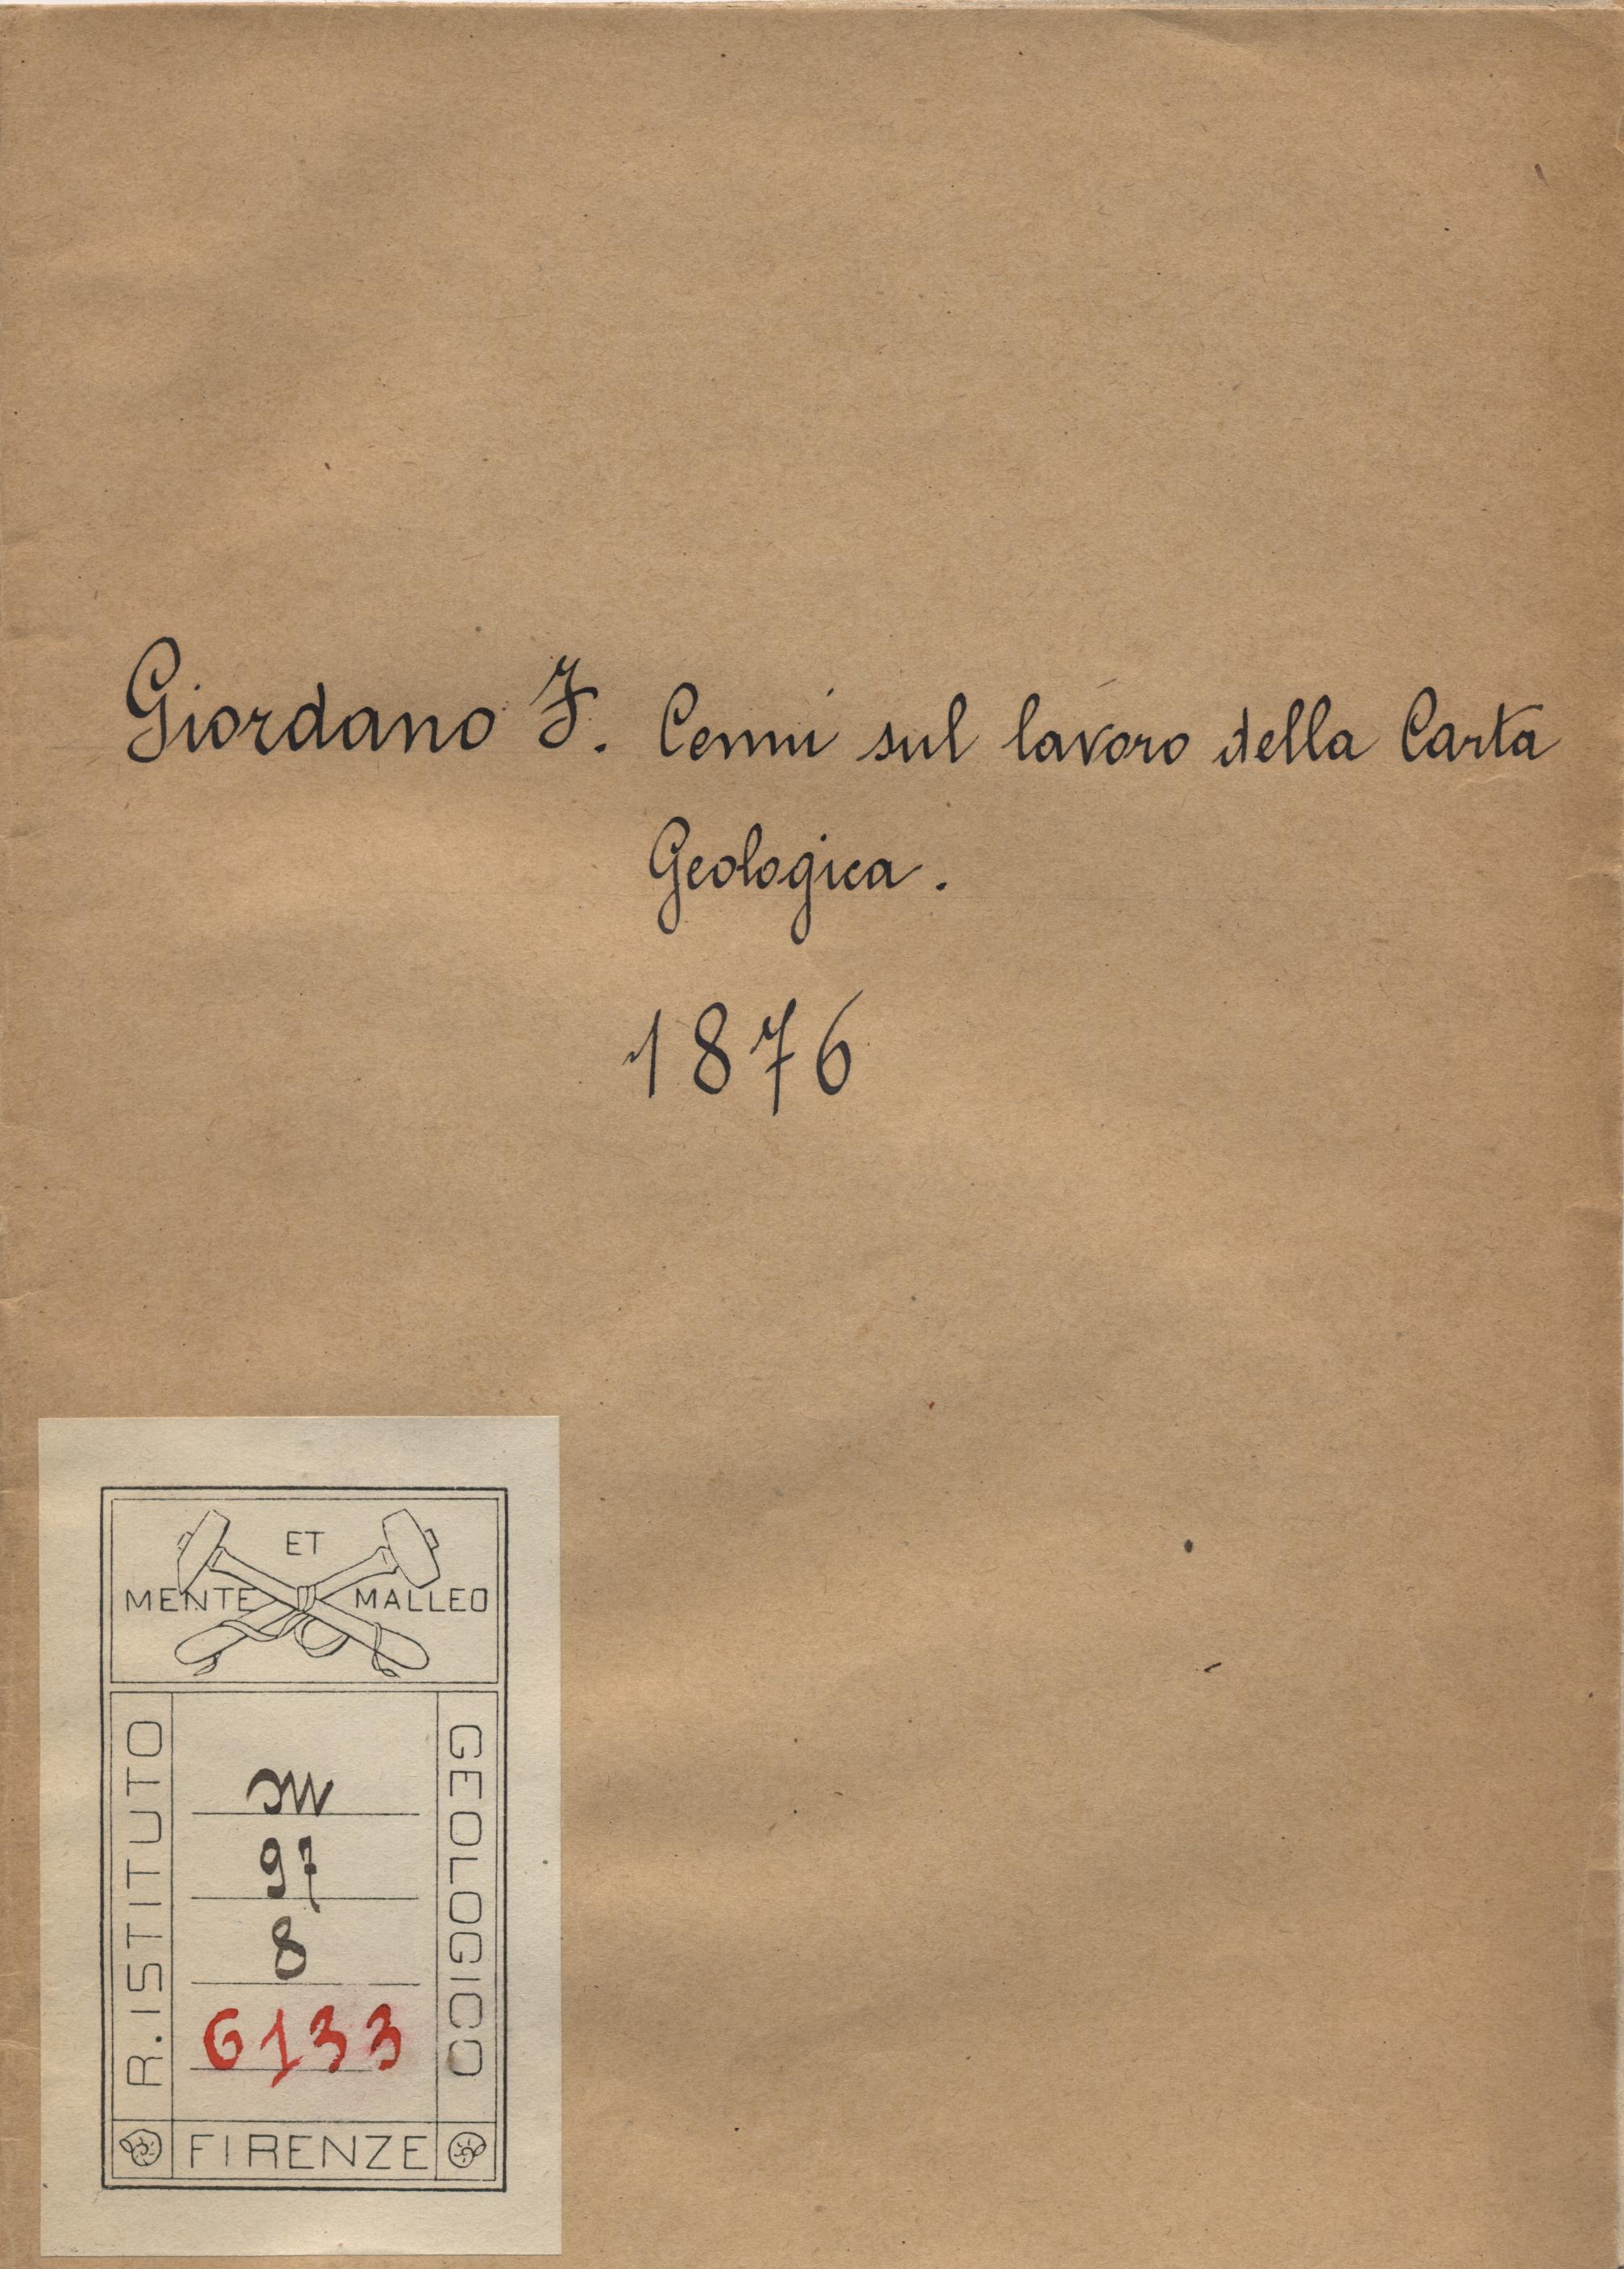 Giordano F. Cenni sul lavoro della Carta
Geologica.
1876
ET
MENTE MALLEO
R. ISTITUTO
GEOLOGICO
97
8
6133
FIRENZE